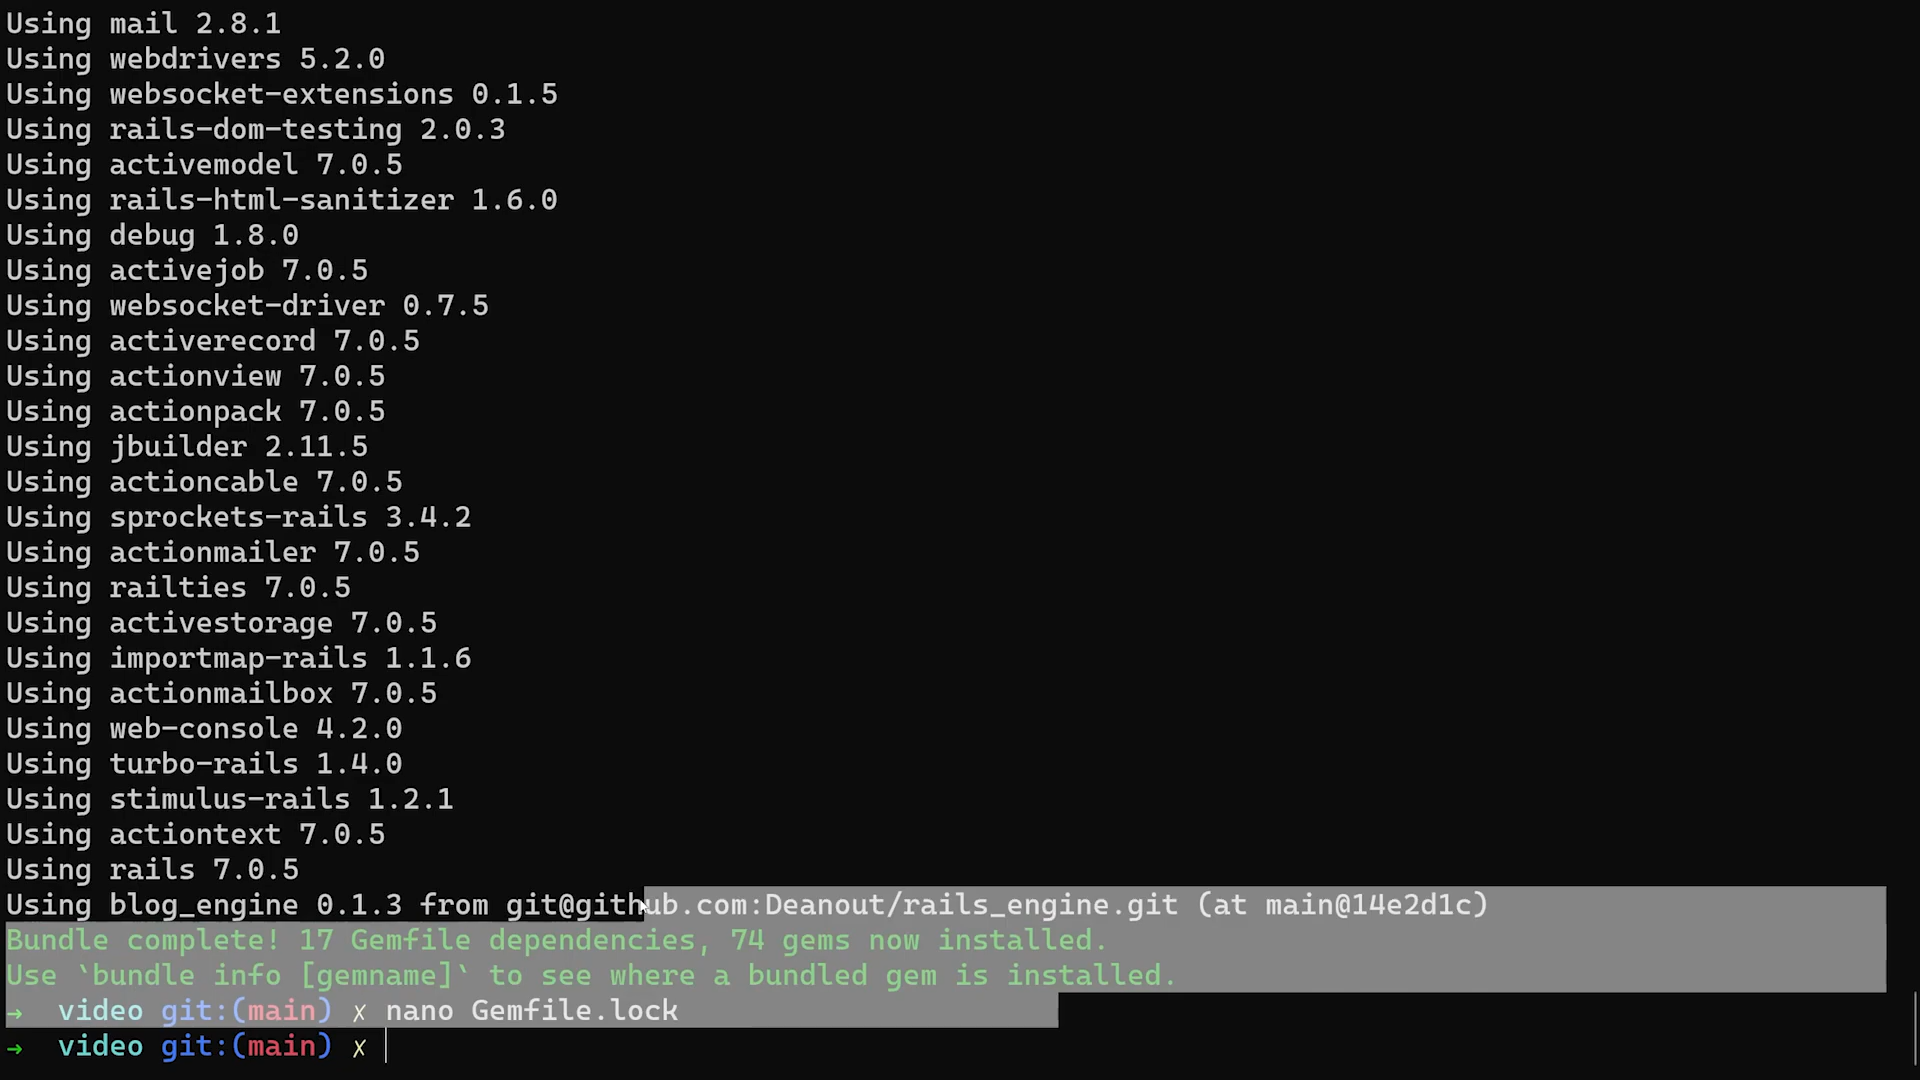 Using mail 2.8.1
Using webdrivers 5.2.0
Using websocket-extensions 0.1.5
Using rails-dom-testing 2.0.3
Using activemodel 7.0.5
Using rails-html-sanitizer 1.6.0
Using debug 1.8.0
Using activejob 7.0.5
Using websocket-driver 0.7.5
Using activerecord 7.0.5
Using actionview 7.0.5
Using actionpack 7.0.5
Using jbuilder 2.11.5
Using actioncable 7.0.5
Using sprockets-rails 3.4.2
Using actionmailer 7.0.5
Using railties 7.0.5
Using activestorage 7.0.5
Using importmap-rails 1.1.6
Using actionmailbox 7.0.5
Using web-console 4.2.0
Using turbo-rails 1.4.0
Using stimulus-rails 1.2.1
Using actiontext 7.0.5
Using rails 7.0.5
Using blog_engine 0.1.3 from git@github.com:Deanout/rails_engine.git (at main@14e2d1c)
Bundle complete! 17 Gemfile dependencies, 74 gems now installed.
Use `bundle info [gemname]` to see where a bundled gem is installed.
→ video git:(main) ✗ nano Gemfile.lock
→ video git:(main) ✗